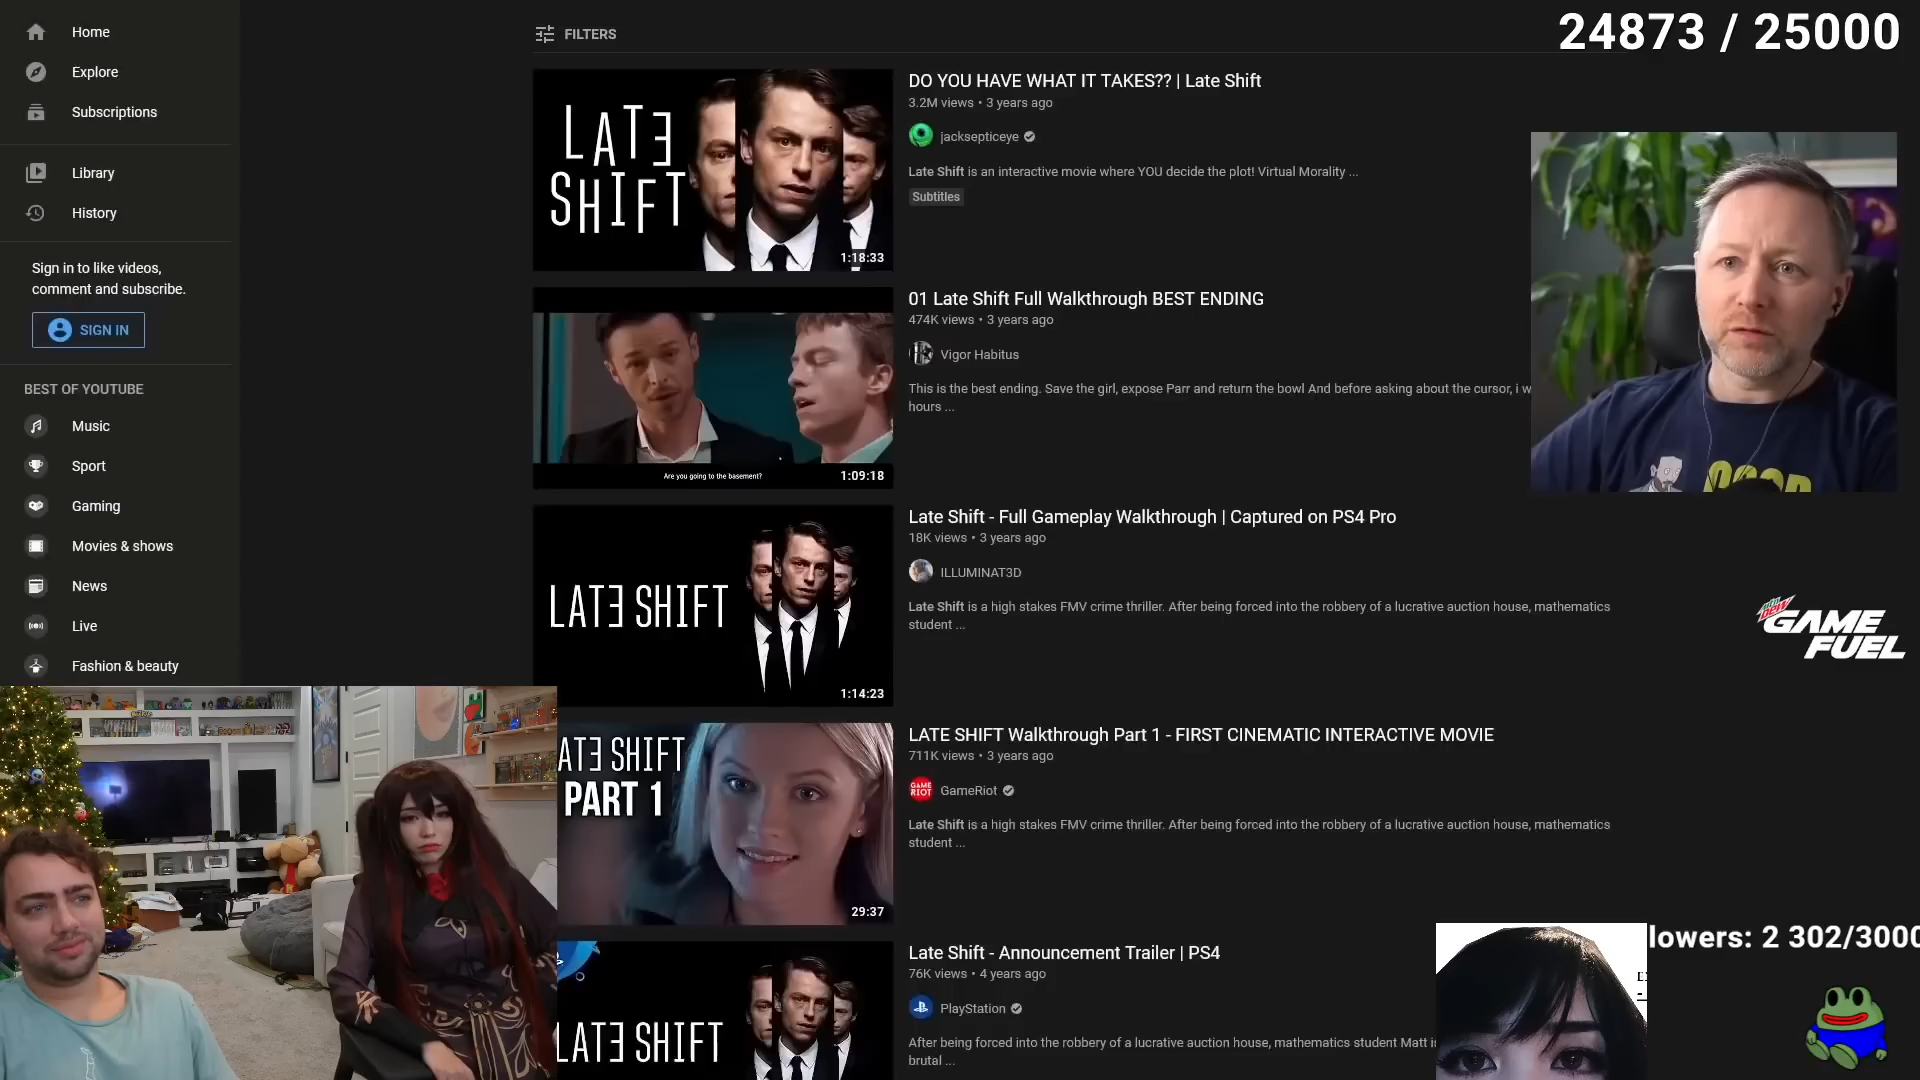 Home
Explore
Subscriptions
Library
History
Sign in to like videos,
comment and subscribe.
SIGN IN
BEST OF YOUTUBE
Music
Sport
Gaming
Movies & shows
News
Live
Fashion & beauty
FILTERS
24873 / 25000
LATE
SHIFT
1:18:33
DO YOU HAVE WHAT IT TAKES?? | Late Shift
3.2M views • 3 years ago
jacksepticeye
Late Shift is an interactive movie where YOU decide the plot! Virtual Morality ...
Subtitles
Are you going to the basement?
1:09:18
01 Late Shift Full Walkthrough BEST ENDING
474K views • 3 years ago
Vigor Habitus
This is the best ending. Save the girl, expose Parr and return the bowl And before asking about the cursor, i w
hours ...
LATE SHIFT
1:14:23
Late Shift - Full Gameplay Walkthrough | Captured on PS4 Pro
18K views • 3 years ago
ILLUMINAT3D
Late Shift is a high stakes FMV crime thriller. After being forced into the robbery of a lucrative auction house, mathematics
student ...
GAME
FUEL
ATE SHIFT
PART 1
29:37
LATE SHIFT Walkthrough Part 1 - FIRST CINEMATIC INTERACTIVE MOVIE
711K views • 3 years ago
GAME
RIOT
GameRiot
Late Shift is a high stakes FMV crime thriller. After being forced into the robbery of a lucrative auction house, mathematics
student ...
LATE SHIFT
Late Shift - Announcement Trailer | PS4
76K views • 4 years ago
PlayStation
After being forced into the robbery of a lucrative auction house, mathematics student Matt is
brutal ...
lowers: 2 302/3000